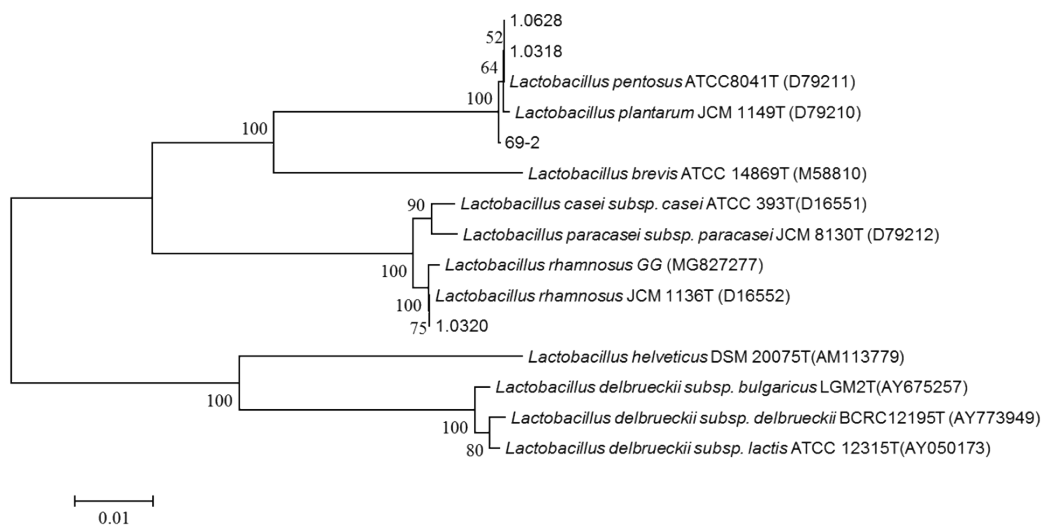 1.0628
52
1.0318
64
Lactobacillus pentosus ATCC8041T (D79211)
100
Lactobacillus plantarum JCM 1149T (D79210)
100
69-2
Lactobacillus brevis ATCC 14869T (M58810)
90
Lactobacillus casei subsp. casei ATCC 393T(D16551)
Lactobacillus paracasei subsp. paracasei JCM 8130T (D79212)
Lactobacillus rhamnosus GG (MG827277)
100
Lactobacillus rhamnosus JCM 1136T (D16552)
100
75
1.0320
Lactobacillus helveticus DSM 20075T(AM113779)
Lactobacillus delbrueckii subsp. bulgaricus LGM2T(AY675257)
100
Lactobacillus delbrueckii subsp. delbrueckii BCRC12195T (AY773949)
100
Lactobacillus delbrueckii subsp. lactis ATCC 12315T(AY050173)
80
0.01